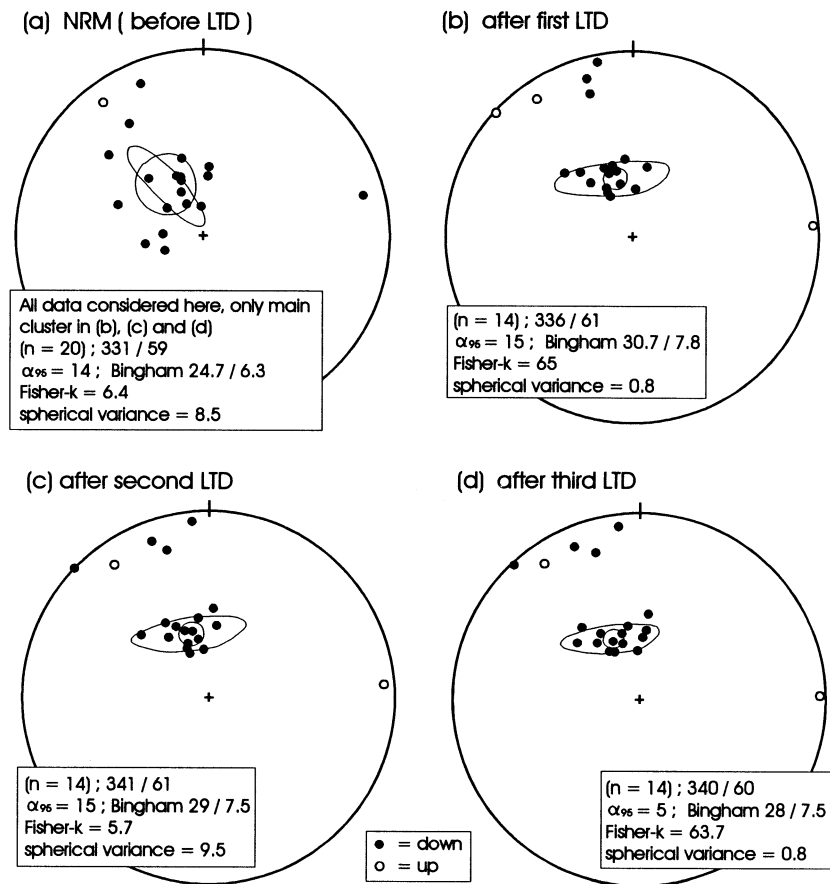 (a) NRM ( before LTD )
(b) after first LTD
All data considered here, only main
cluster in (b), (c) and (d)
(n = 20) ; 331 / 59
α₉₅ = 14 ; Bingham 24.7 / 6.3
Fisher-k = 6.4
spherical variance = 8.5
(n = 14) ; 336 / 61
α₉₅ = 15 ; Bingham 30.7 / 7.8
Fisher-k = 65
spherical variance = 0.8
(c) after second LTD
(d) after third LTD
(n = 14) ; 341 / 61
α₉₅ = 15 ; Bingham 29 / 7.5
Fisher-k = 5.7
spherical variance = 9.5
= down
= up
(n = 14) ; 340 / 60
α₉₅ = 5 ; Bingham 28 / 7.5
Fisher-k = 63.7
spherical variance = 0.8